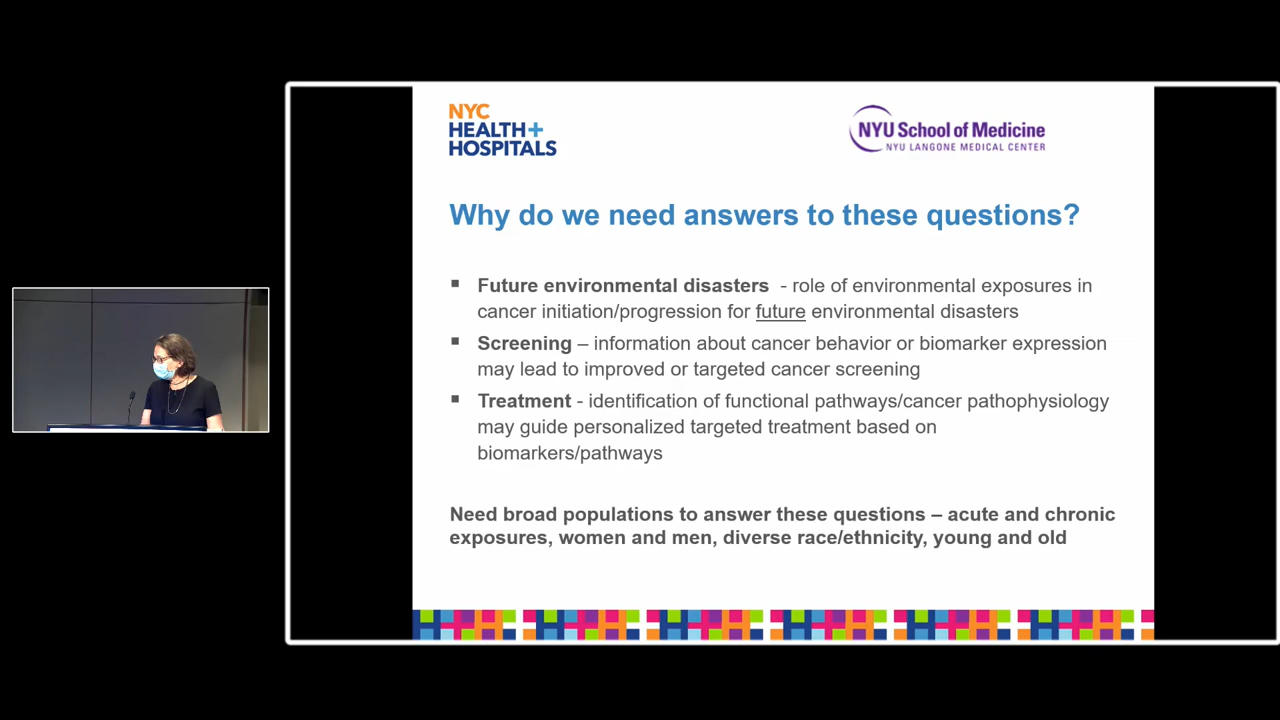 NYC
HEALTH+
HOSPITALS
NYU School of Medicine
NYU LANGONE MEDICAL CENTER
Why do we need answers to these questions?
▪ Future environmental disasters - role of environmental exposures in
cancer initiation/progression for future environmental disasters
▪ Screening – information about cancer behavior or biomarker expression
may lead to improved or targeted cancer screening
▪ Treatment - identification of functional pathways/cancer pathophysiology
may guide personalized targeted treatment based on
biomarkers/pathways
Need broad populations to answer these questions – acute and chronic
exposures, women and men, diverse race/ethnicity, young and old